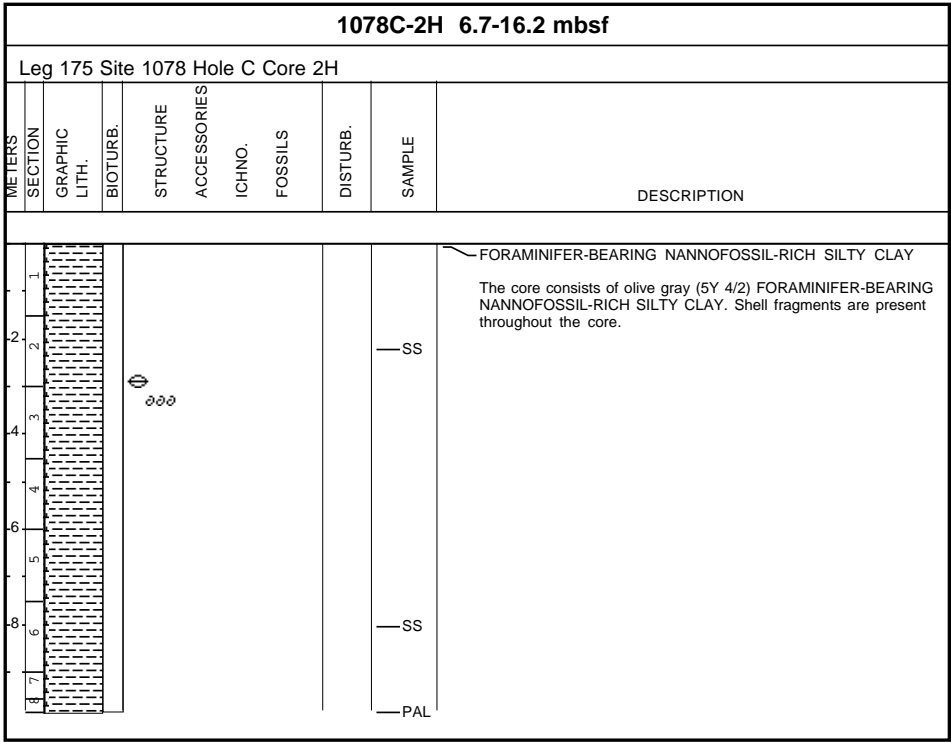 1078C-2H 6.7-16.2 mbsf
Leg 175 Site 1078 Hole C Core 2H
METERS
SECTION
GRAPHIC
LITH.
BIOTURB.
STRUCTURE
ACCESSORIES
ICHNO.
FOSSILS
DISTURB.
SAMPLE
DESCRIPTION
FORAMINIFER-BEARING NANNOFOSSIL-RICH SILTY CLAY
The core consists of olive gray (5Y 4/2) FORAMINIFER-BEARING
NANNOFOSSIL-RICH SILTY CLAY. Shell fragments are present
throughout the core.
1
2
2
SS
3
4
4
6
5
8
6
SS
7
8
PAL